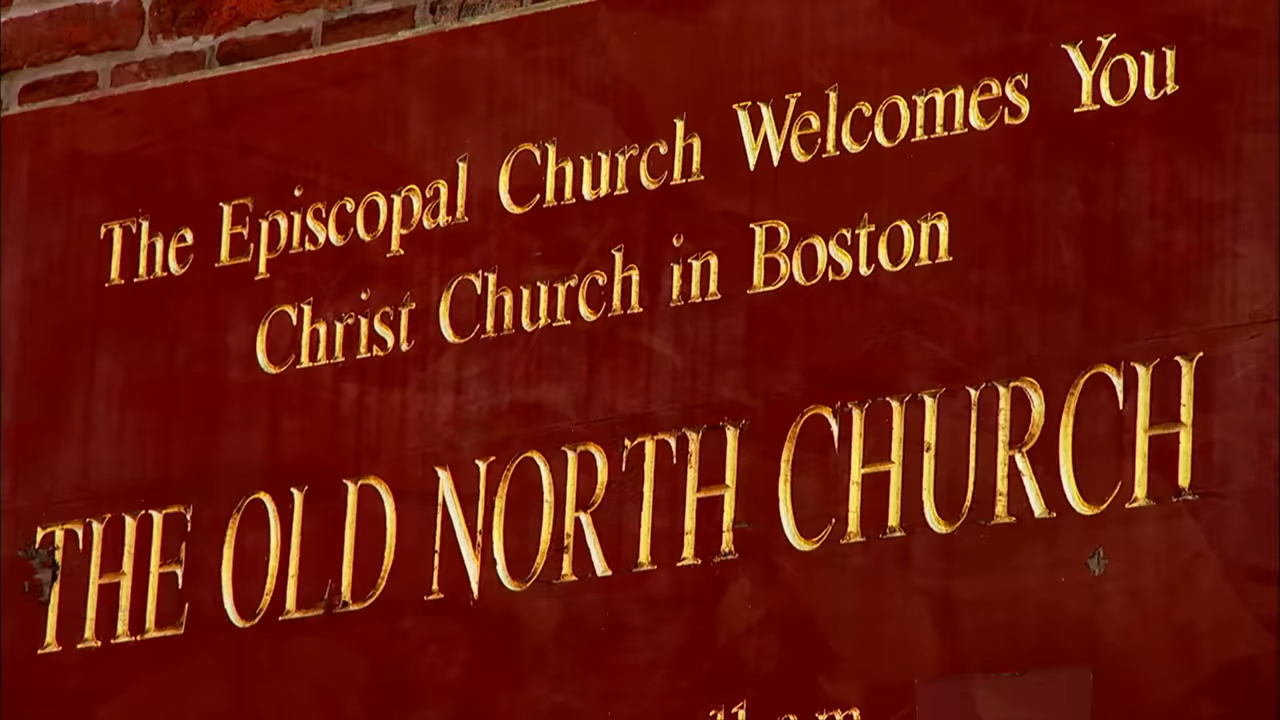 The Episcopal Church Welcomes You
Christ Church in Boston
THE OLD NORTH CHURCH